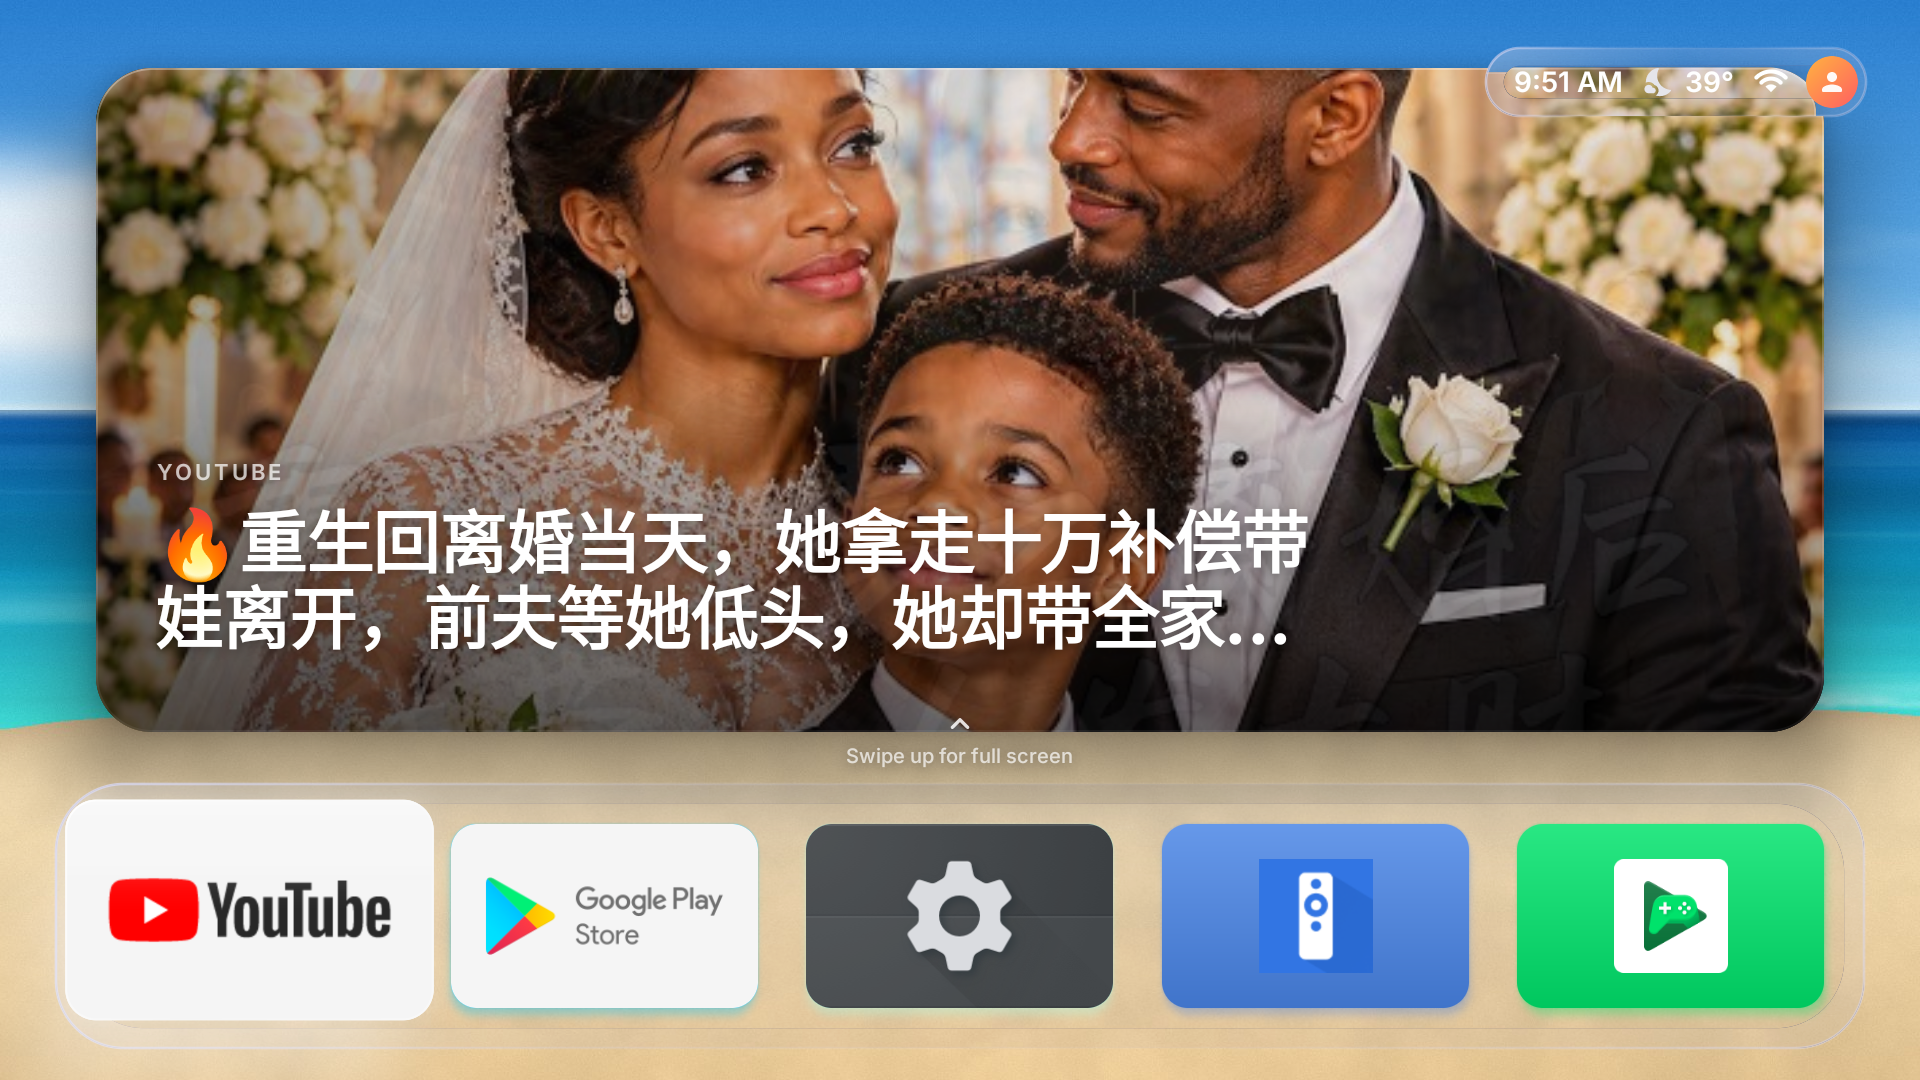 9:51 AM 39°
YOUTUBE
🔥重生回离婚当天，她拿走十万补偿带
娃离开，前夫等她低头，她却带全家...
Swipe up for full screen
YouTube
Google Play
Store